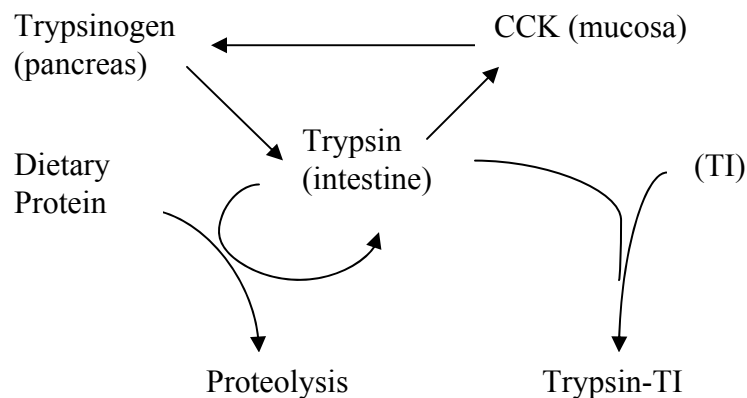 Trypsinogen
(pancreas)
CCK (mucosa)
Trypsin
(intestine)
Dietary
Protein
(TI)
Proteolysis
Trypsin-TI